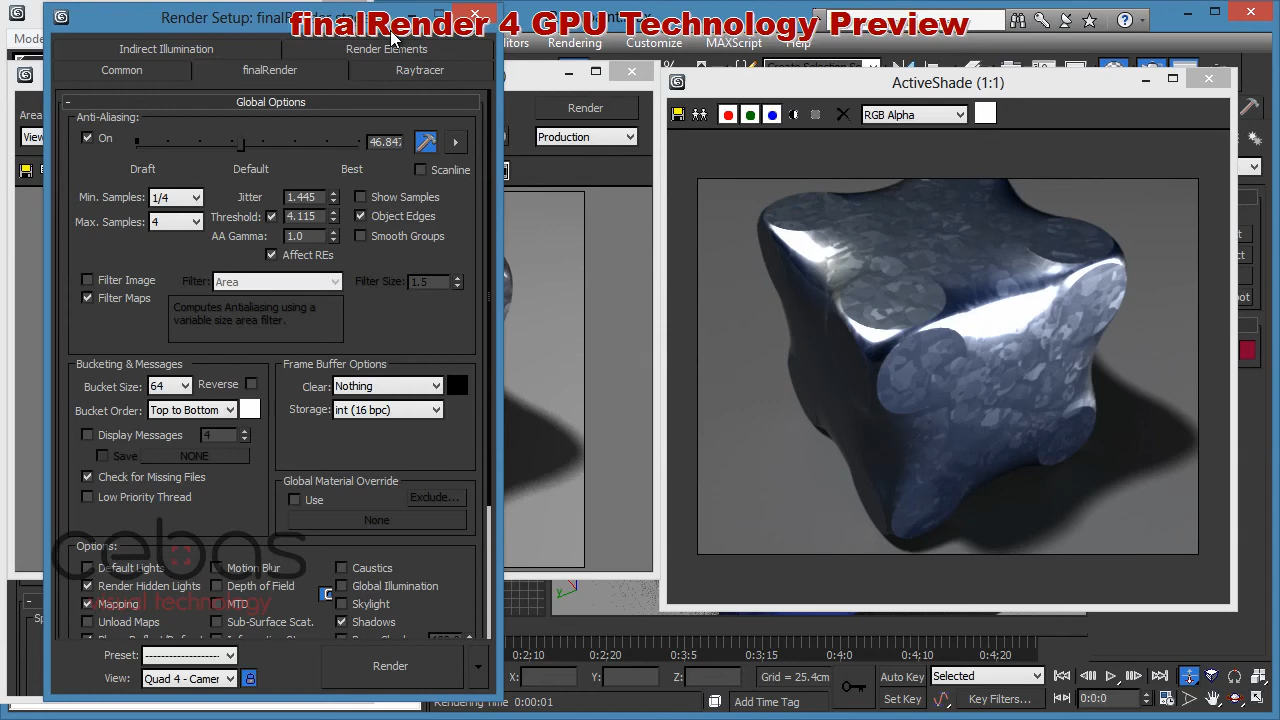 finalRender 4 GPU Technology Preview
Render Setup: finalRender
Rendering
Customize
MAXScript
Help
Indirect Illumination
Render Elements
Common
finalRender
Raytracer
Global Options
Anti-Aliasing:
On
46.847
Draft
Default
Best
Scanline
Min. Samples:
1/4
Jitter
1.445
Show Samples
Max. Samples:
4
Threshold:
4.115
Object Edges
AA Gamma:
1.0
Smooth Groups
Affect REs
Filter Image
Filter:
Area
Filter Size:
1.5
Filter Maps
Computes Antialiasing using a
variable size area filter.
Bucketing & Messages
Bucket Size:
64
Reverse
Bucket Order:
Top to Bottom
Display Messages
4
Save
NONE
Check for Missing Files
Low Priority Thread
Frame Buffer Options
Clear:
Nothing
Storage:
int (16 bpc)
Global Material Override
Use
Exclude...
None
Options:
Default Lights
Motion Blur
Caustics
Render Hidden Lights
Depth of Field
Global Illumination
Mapping
MTD
Skylight
Unload Maps
Sub-Surface Scat.
Shadows
cebas
visual technology
Preset:
View:
Quad 4 - Camer
Render
Render
Production
ActiveShade (1:1)
RGB Alpha
0:2:10
0:2:20
0:3:5
0:3:15
0:4:0
0:4:10
0:4;20
X:
Y:
Z:
Grid = 25.4cm
Auto Key
Selected
Set Key
Key Filters...
0:0:0
Rendering Time 0:00:01
Add Time Tag